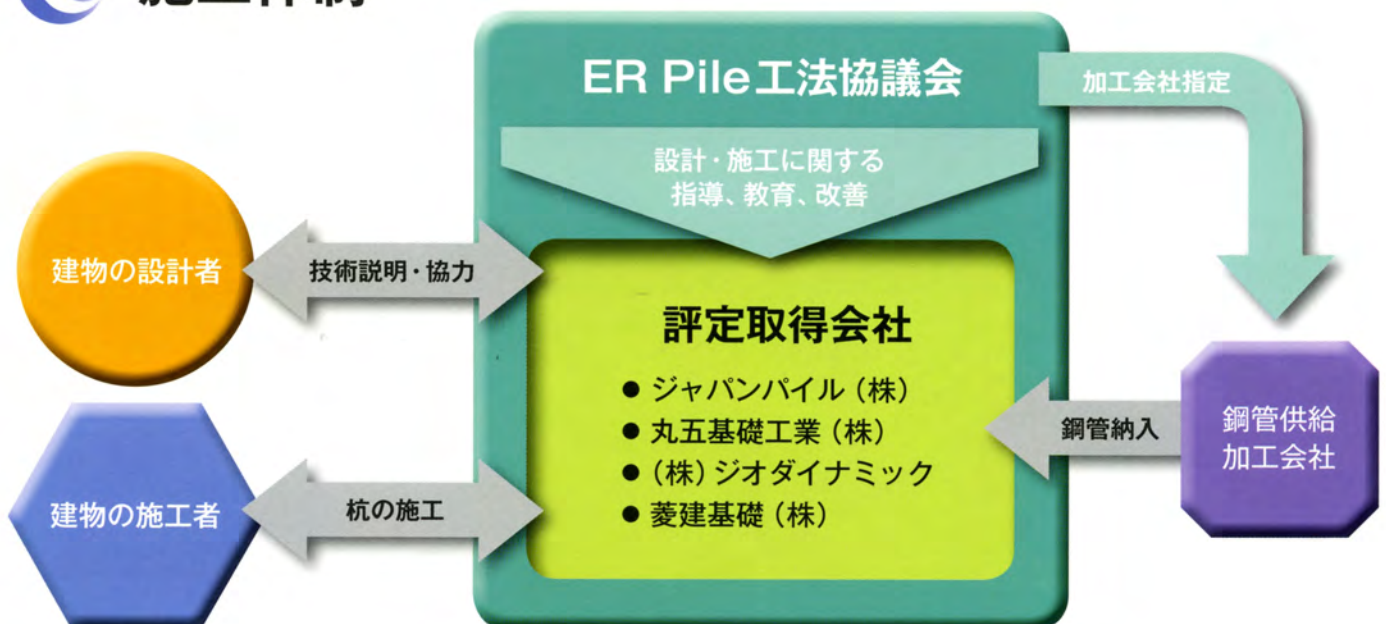 施工体制
ER Pile工法協議会
加工会社指定
設計・施工に関する
指導、教育、改善
建物の設計者
技術説明・協力
評定取得会社
● ジャパンパイル（株）
● 丸五基礎工業（株）
●（株）ジオダイナミック
● 菱建基礎（株）
鋼管納入
鋼管供給
加工会社
建物の施工者
杭の施工